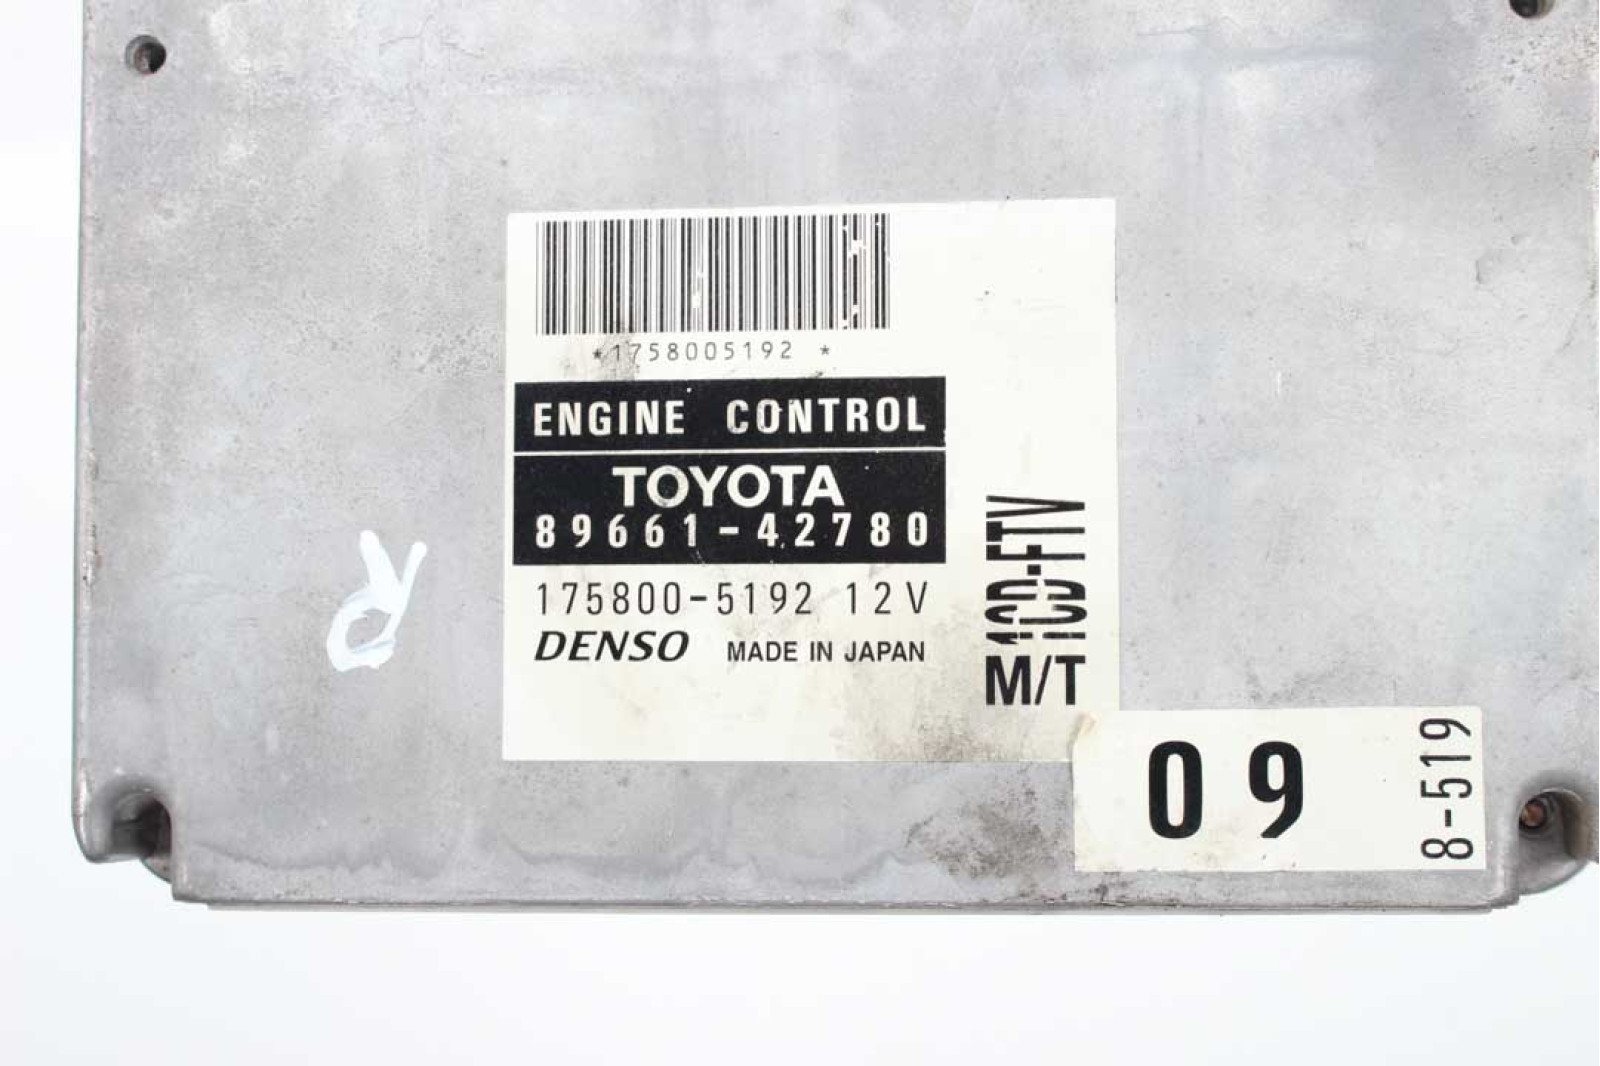 *1758005192 *
ENGINE CONTROL
TOYOTA
89661-42780
175800-5192 12V
DENSO MADE IN JAPAN
1CD-FTV
M/T
09
8-519